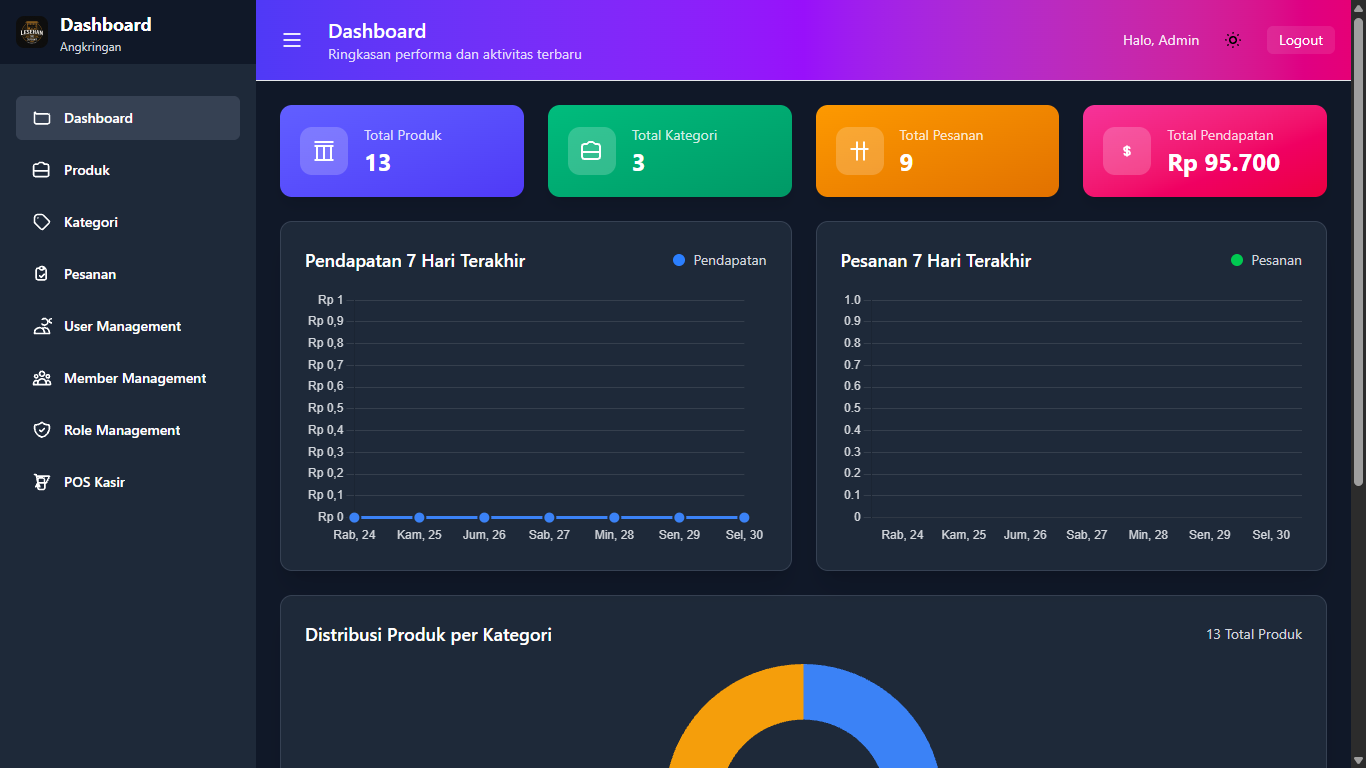 Dashboard
Angkringan
Dashboard
Produk
Kategori
Pesanan
User Management
Member Management
Role Management
POS Kasir
Dashboard
Ringkasan performa dan aktivitas terbaru
Halo, Admin
Logout
Total Produk
13
Total Kategori
3
Total Pesanan
9
$
Total Pendapatan
Rp 95.700
Pendapatan 7 Hari Terakhir
Pendapatan
Rp 1
Rp 0,9
Rp 0,8
Rp 0,7
Rp 0,6
Rp 0,5
Rp 0,4
Rp 0,3
Rp 0,2
Rp 0,1
Rp 0
Rab, 24 Kam, 25 Jum, 26 Sab, 27 Min, 28 Sen, 29 Sel, 30
Pesanan 7 Hari Terakhir
Pesanan
1.0
0.9
0.8
0.7
0.6
0.5
0.4
0.3
0.2
0.1
0
Rab, 24 Kam, 25 Jum, 26 Sab, 27 Min, 28 Sen, 29 Sel, 30
Distribusi Produk per Kategori
13 Total Produk